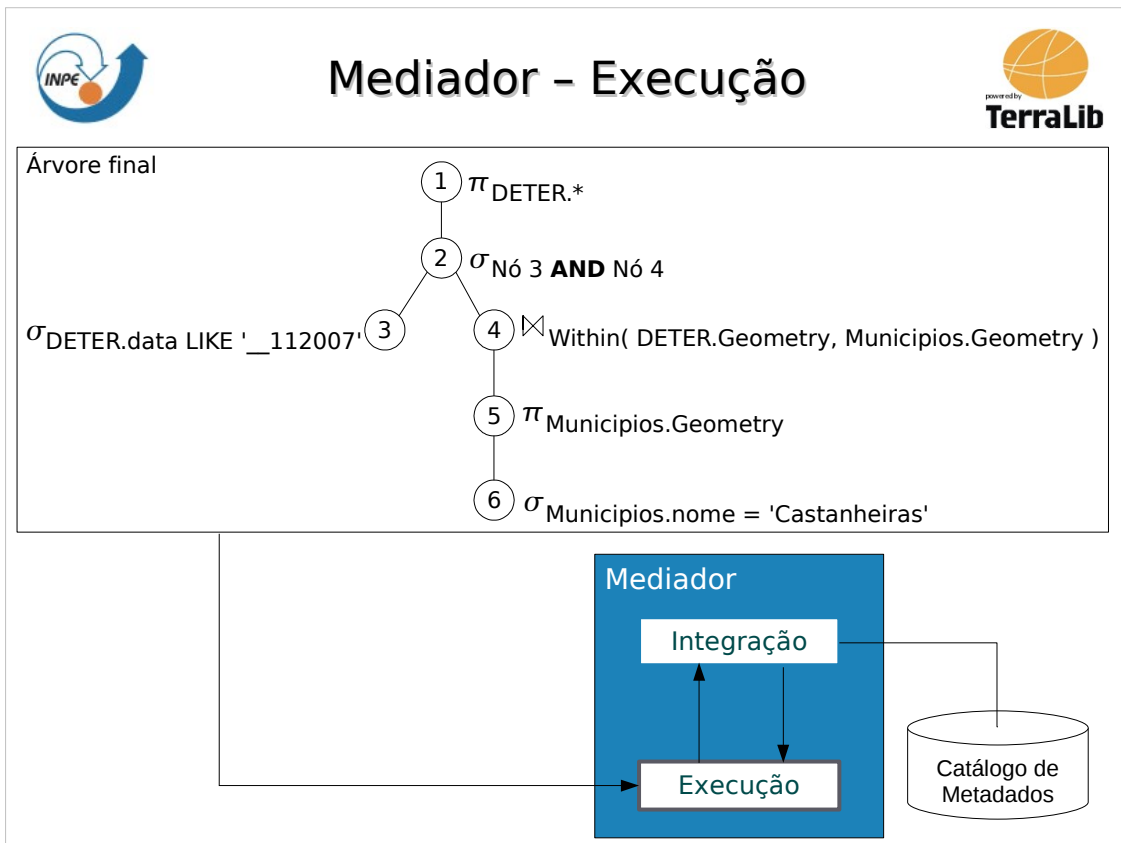 INPE
Mediador – Execução
powered by
TerraLib
Árvore final
1 π DETER.*
2 σ Nó 3 AND Nó 4
σ DETER.data LIKE '__112007' 3
4 ⋈ Within( DETER.Geometry, Municipios.Geometry )
5 π Municipios.Geometry
6 σ Municipios.nome = 'Castanheiras'
Mediador
Integração
Execução
Catálogo de
Metadados